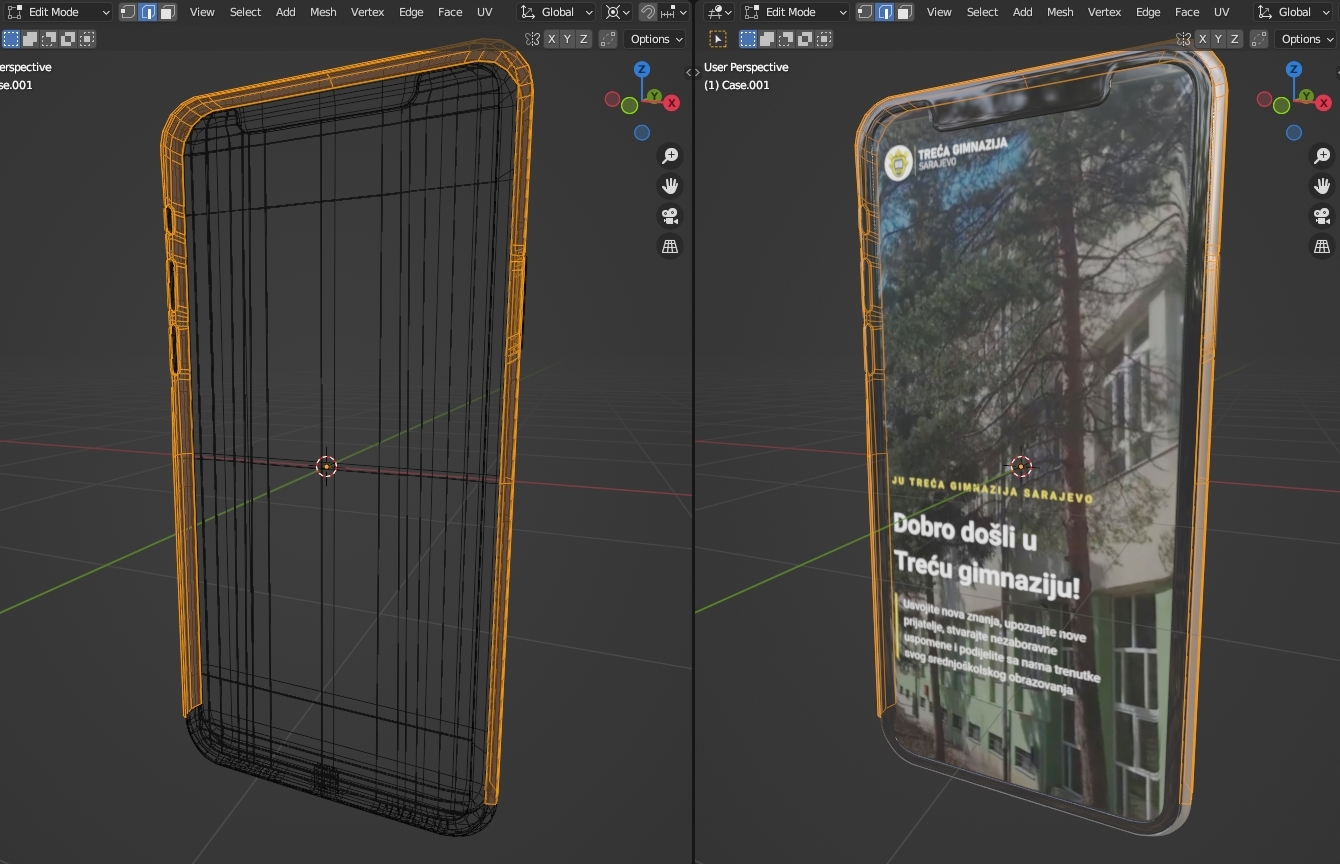 Edit Mode View Select Add Mesh Vertex Edge Face UV Global
X Y Z Options
erspective
se.001
Z
Y
X
Edit Mode View Select Add Mesh Vertex Edge Face UV Global
X Y Z Options
User Perspective
(1) Case.001
Z
Y
X
TREĆA GIMNAZIJA
SARAJEVO
JU TREĆA GIMNAZIJA SARAJEVO
Dobro došli u
Treću gimnaziju!
Usvojite nova znanja, upoznajte nove
prijatelje, stvarajte nezaboravne
uspomene i podijelite sa nama trenutke
svog srednjoškolskog obrazovanja